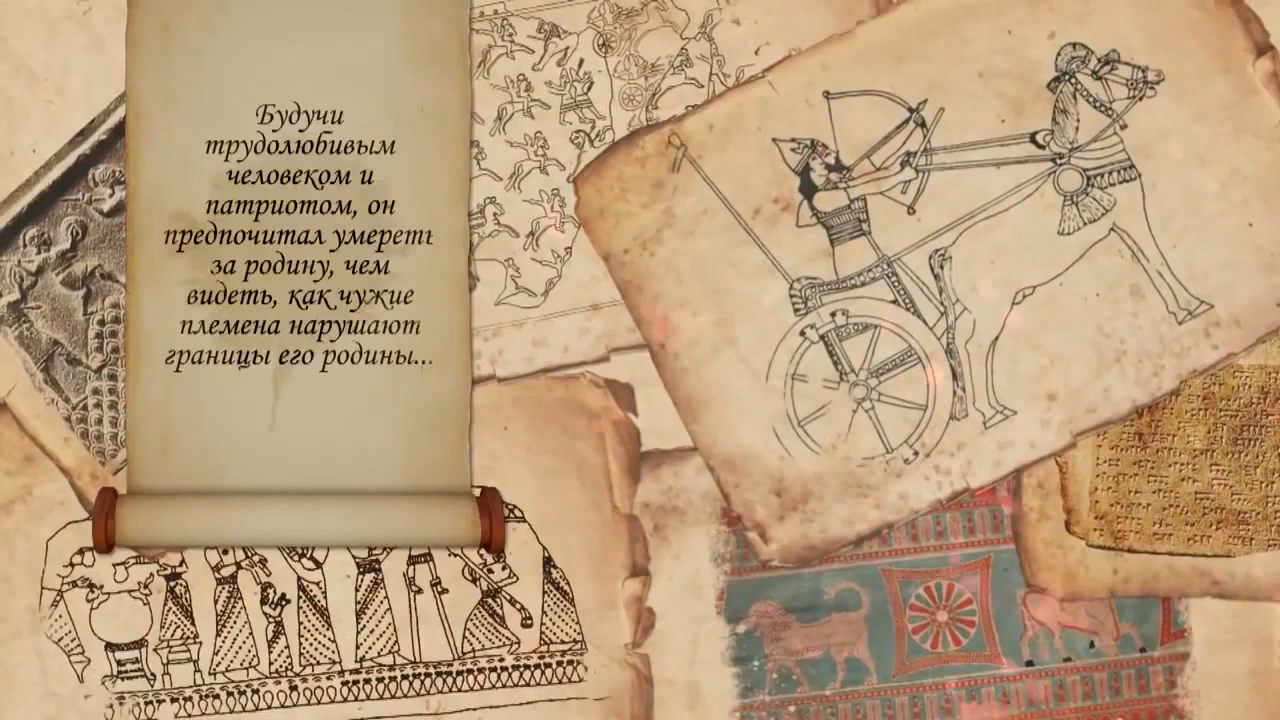 Будучи
трудолюбивым
человеком и
патриотом, он
предпочитал умереть
за родину, чем
видеть, как чужие
племена нарушают
границы его родины...